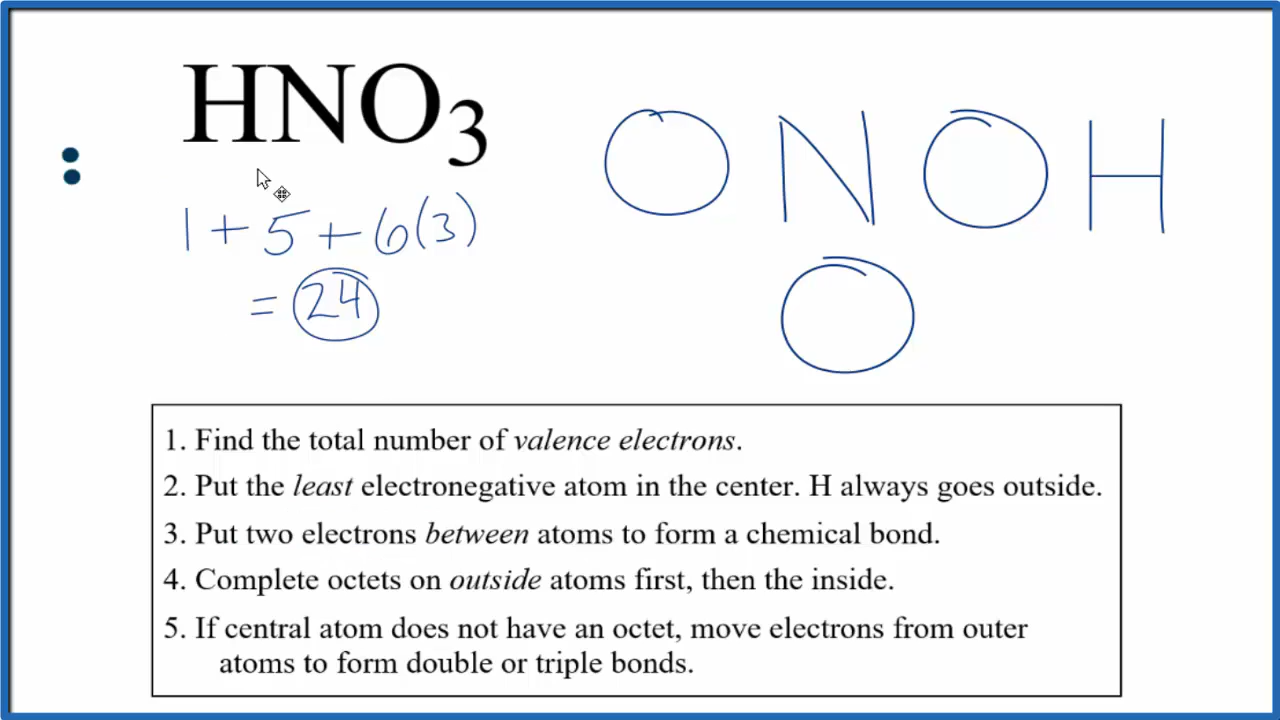 HNO₃
O N O H
1 + 5 + 6(3)
= 24
O
1. Find the total number of valence electrons.
2. Put the least electronegative atom in the center. H always goes outside.
3. Put two electrons between atoms to form a chemical bond.
4. Complete octets on outside atoms first, then the inside.
5. If central atom does not have an octet, move electrons from outer
atoms to form double or triple bonds.